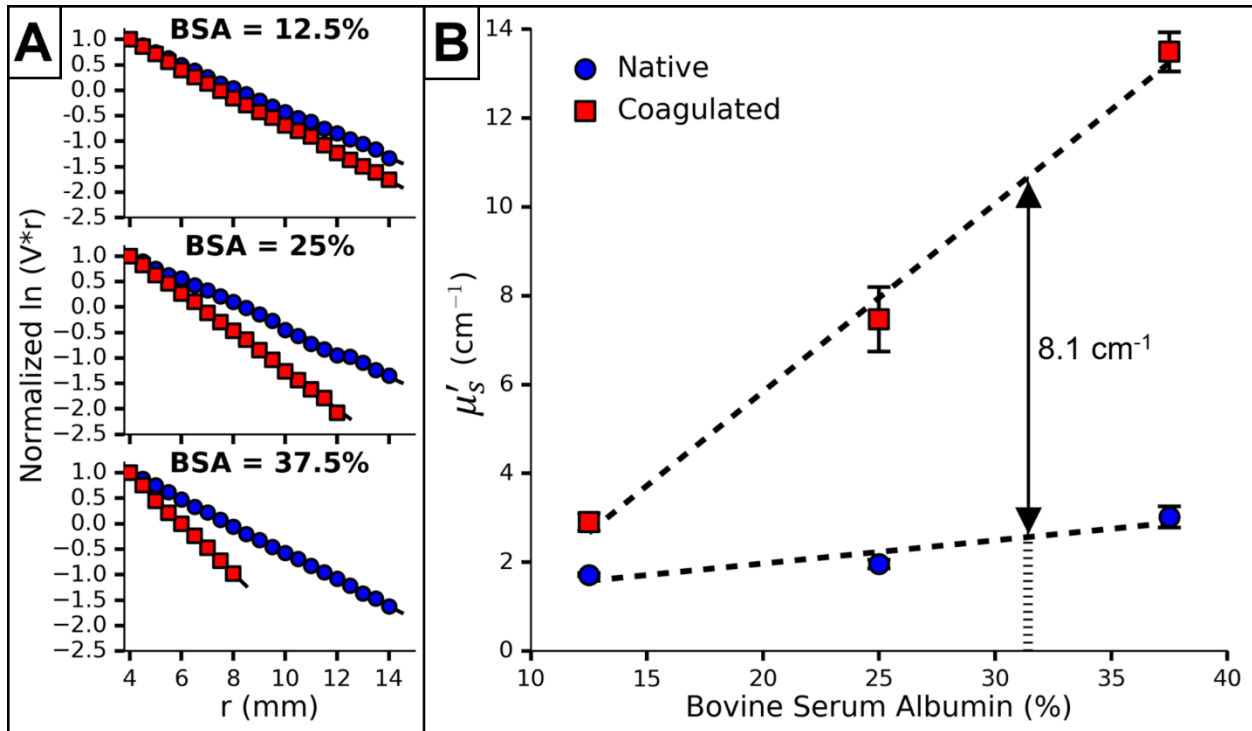 A
BSA = 12.5%
1.0
0.5
0.0
-0.5
-1.0
-1.5
-2.0
-2.5
BSA = 25%
1.0
0.5
0.0
−0.5
−1.0
−1.5
−2.0
−2.5
BSA = 37.5%
1.0
0.5
0.0
−0.5
−1.0
−1.5
−2.0
−2.5
4 6 8 10 12 14
r (mm)
Normalized ln (V*r)
B
Native
Coagulated
14
12
10
8
6
4
2
0
μs′ (cm⁻¹)
8.1 cm⁻¹
10 15 20 25 30 35 40
Bovine Serum Albumin (%)